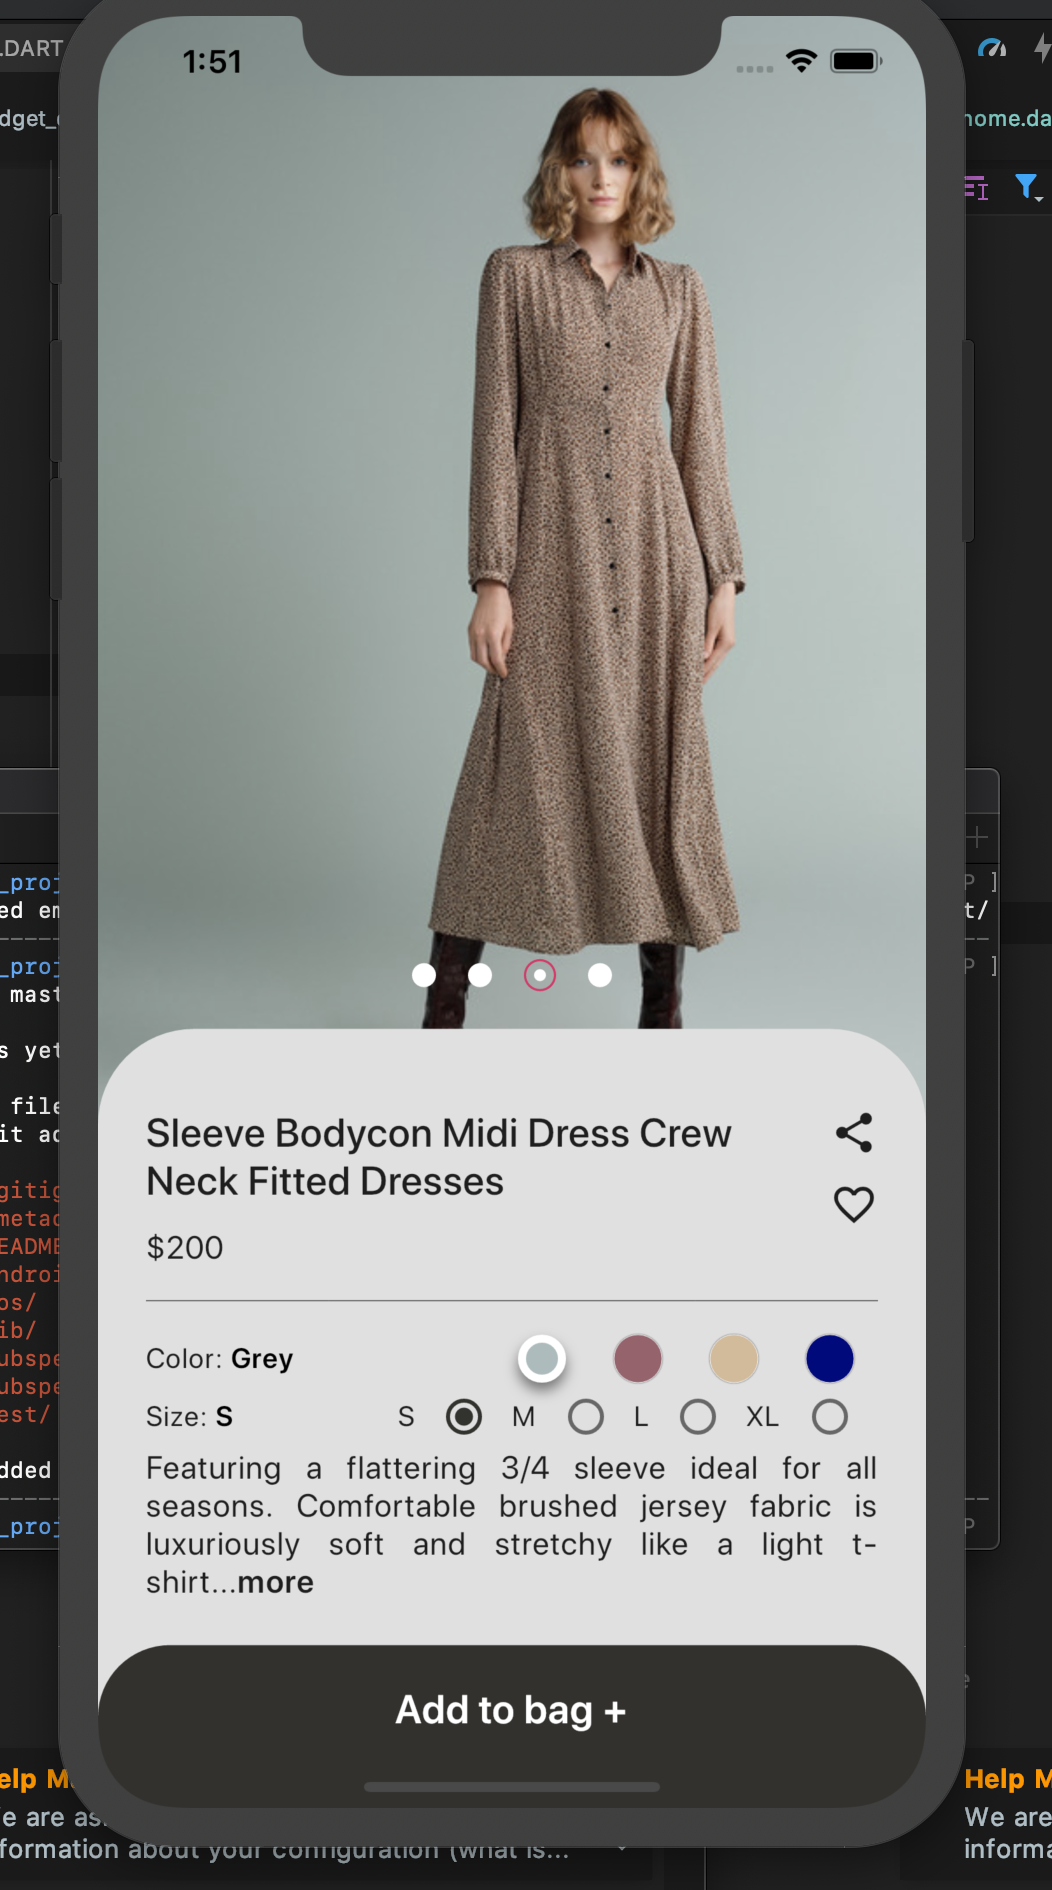 .DART
1:51
dget_
home.da
_proj
P ]
ed em
t/
_proj
P ]
mast
s yet
file
it ad
gitig
metad
EADME
ndroi
os/
ib/
ubspe
ubspe
est/
dded
_proj
P
Sleeve Bodycon Midi Dress Crew
Neck Fitted Dresses
$200
Color: Grey
Size: S S M L XL
Featuring a flattering 3/4 sleeve ideal for all
seasons. Comfortable brushed jersey fabric is
luxuriously soft and stretchy like a light t-
shirt...more
Add to bag +
elp M
Help M
e are as
We are
formation about your configuration (what is...
informa